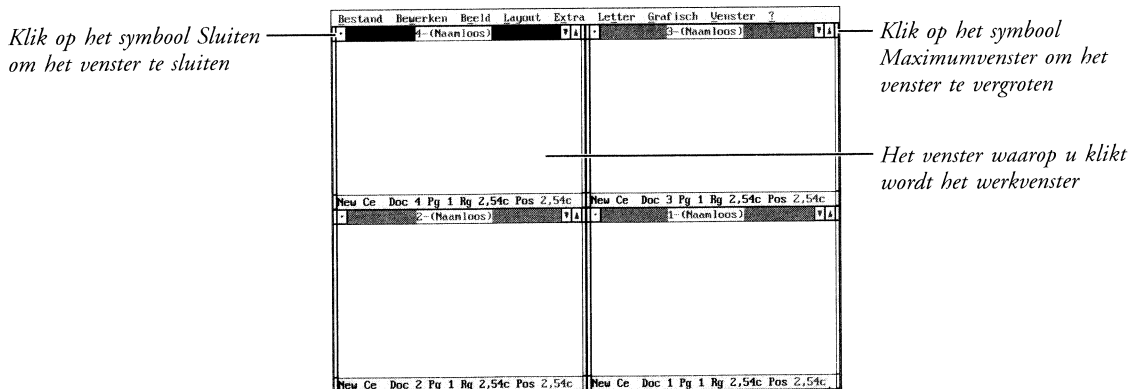 Klik op het symbool Sluiten
om het venster te sluiten
Bestand Bewerken Beeld Layout Extra Letter Grafisch Venster ?
4-(Naamloos)
3-(Naamloos)
Klik op het symbool
Maximumvenster om het
venster te vergroten
Het venster waarop u klikt
wordt het werkvenster
New Ce Doc 4 Pg 1 Rg 2,54c Pos 2,54c
New Ce Doc 3 Pg 1 Rg 2,54c Pos 2,54c
2-(Naamloos)
1-(Naamloos)
New Ce Doc 2 Pg 1 Rg 2,54c Pos 2,54c
New Ce Doc 1 Pg 1 Rg 2,54c Pos 2,54c